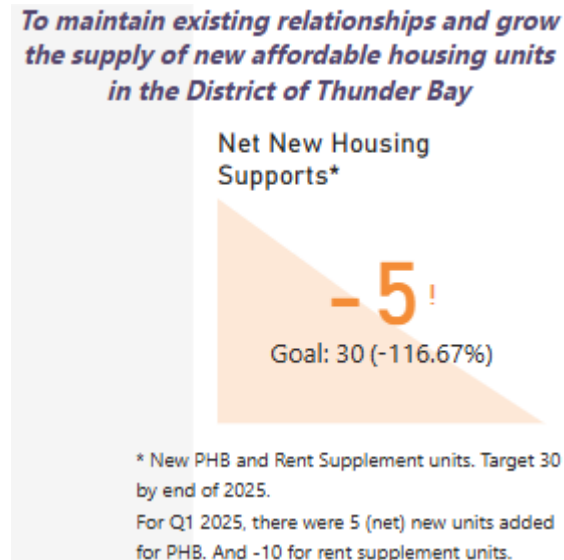 To maintain existing relationships and grow
the supply of new affordable housing units
in the District of Thunder Bay
Net New Housing
Supports*
- 5 !
Goal: 30 (-116.67%)
* New PHB and Rent Supplement units. Target 30
by end of 2025.
For Q1 2025, there were 5 (net) new units added
for PHB. And -10 for rent supplement units.